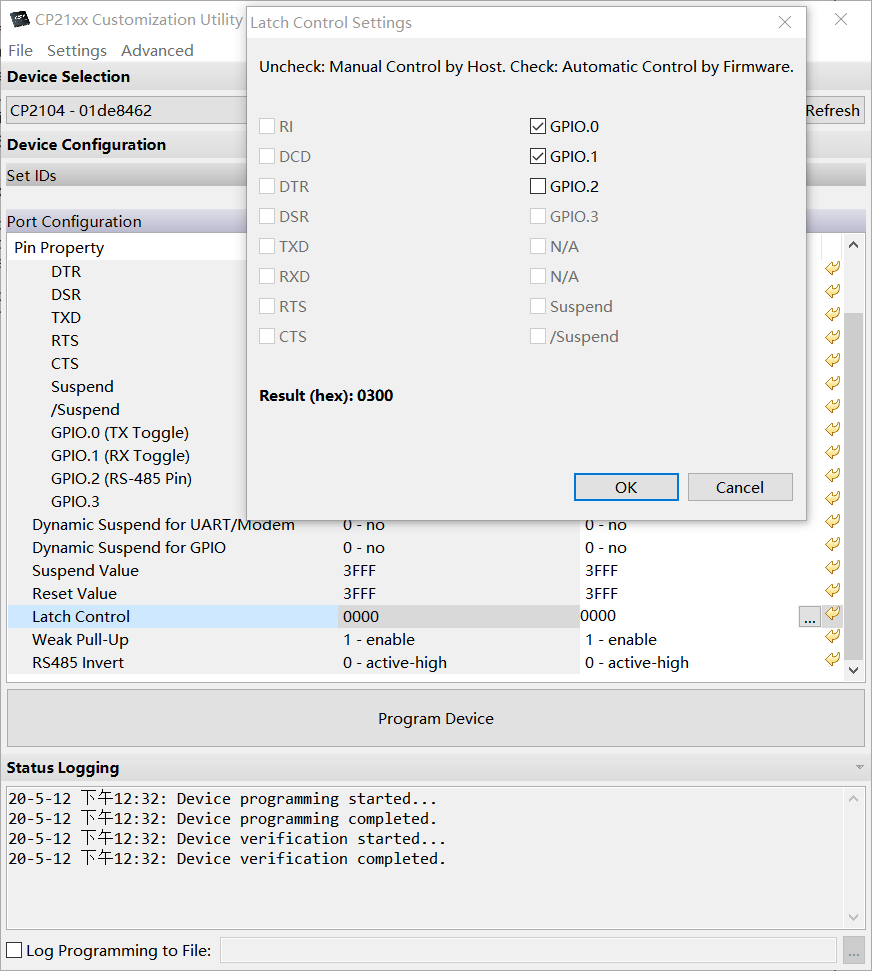 CP21xx Customization Utility
File Settings Advanced
Device Selection
CP2104 - 01de8462
Refresh
Device Configuration
Set IDs
Port Configuration
Pin Property
DTR
DSR
TXD
RTS
CTS
Suspend
/Suspend
GPIO.0 (TX Toggle)
GPIO.1 (RX Toggle)
GPIO.2 (RS-485 Pin)
GPIO.3
Latch Control Settings
Uncheck: Manual Control by Host. Check: Automatic Control by Firmware.
RI GPIO.0
DCD GPIO.1
DTR GPIO.2
DSR GPIO.3
TXD N/A
RXD N/A
RTS Suspend
CTS /Suspend
Result (hex): 0300
OK Cancel
Dynamic Suspend for UART/Modem 0 - no 0 - no
Dynamic Suspend for GPIO 0 - no 0 - no
Suspend Value 3FFF 3FFF
Reset Value 3FFF 3FFF
Latch Control 0000 0000 ...
Weak Pull-Up 1 - enable 1 - enable
RS485 Invert 0 - active-high 0 - active-high
Program Device
Status Logging
20-5-12 下午12:32: Device programming started...
20-5-12 下午12:32: Device programming completed.
20-5-12 下午12:32: Device verification started...
20-5-12 下午12:32: Device verification completed.
Log Programming to File: ...